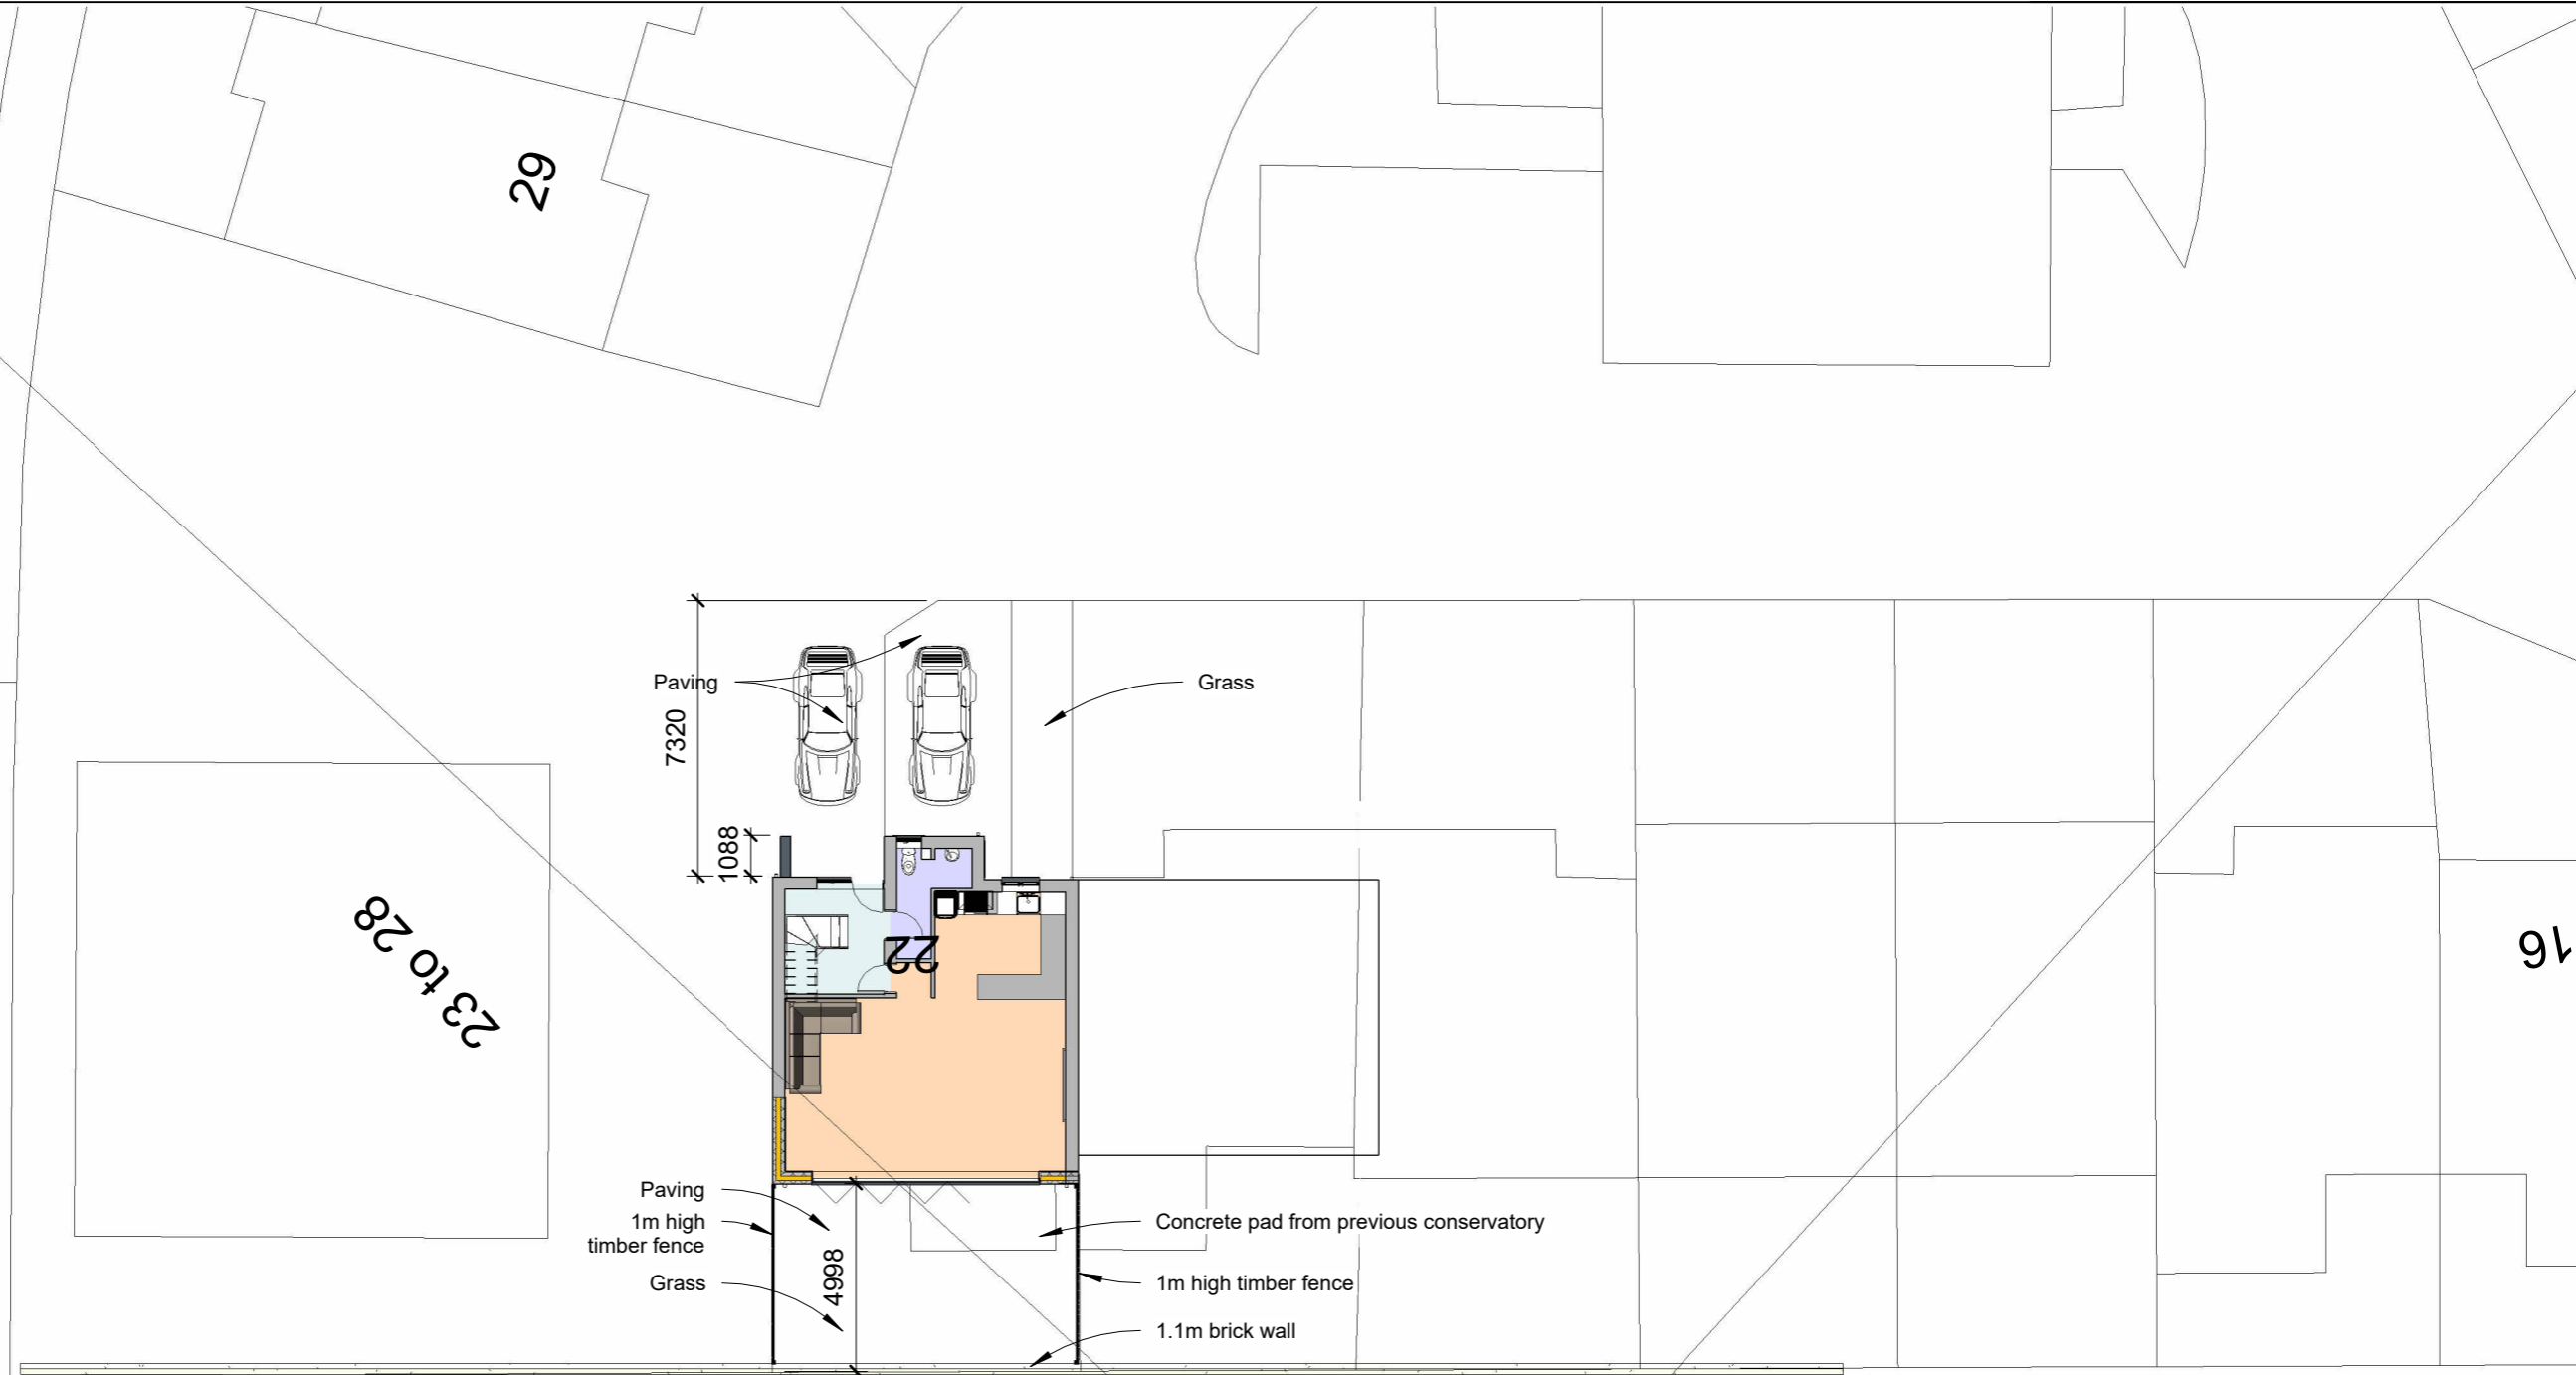 29
Paving
Grass
7320
1088
23 to 28
22
16
Paving
1m high
timber fence
Grass
4998
Concrete pad from previous conservatory
1m high timber fence
1.1m brick wall